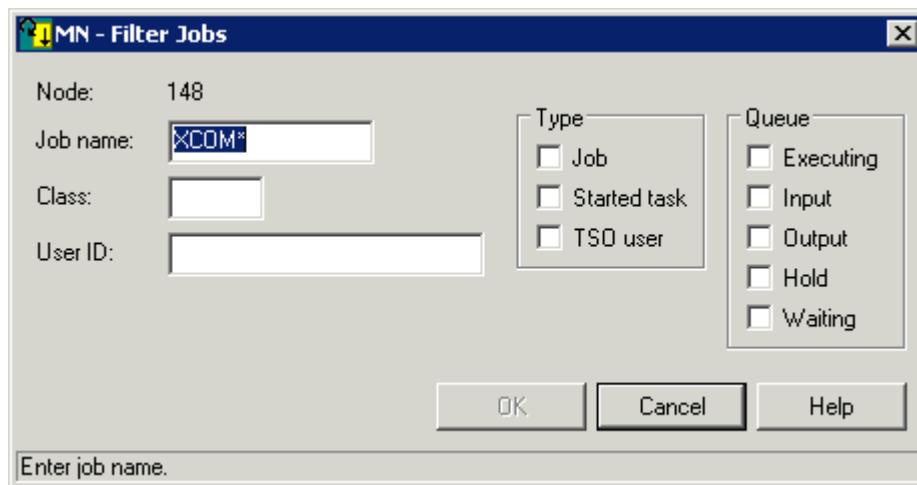 MN - Filter Jobs
Node: 148
Job name: XCOM*
Class:
User ID:
Type
Job
Started task
TSO user
Queue
Executing
Input
Output
Hold
Waiting
OK Cancel Help
Enter job name.